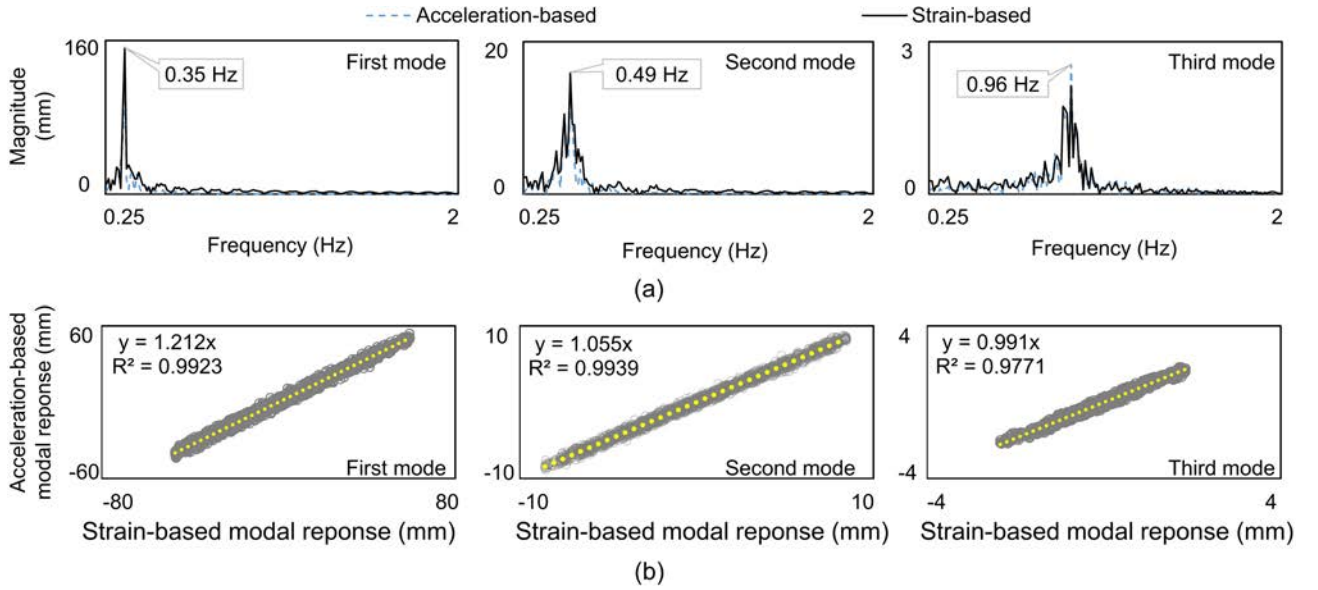 Acceleration-based
Strain-based
Magnitude
(mm)
160
0
0.35 Hz
First mode
0.25
2
Frequency (Hz)
20
0
0.49 Hz
Second mode
0.25
2
Frequency (Hz)
3
0
0.96 Hz
Third mode
0.25
2
Frequency (Hz)
(a)
Acceleration-based
modal response (mm)
60
-60
y = 1.212x
R² = 0.9923
First mode
-80
80
Strain-based modal reponse (mm)
10
-10
y = 1.055x
R² = 0.9939
Second mode
-10
10
Strain-based modal reponse (mm)
4
-4
y = 0.991x
R² = 0.9771
Third mode
-4
4
Strain-based modal reponse (mm)
(b)